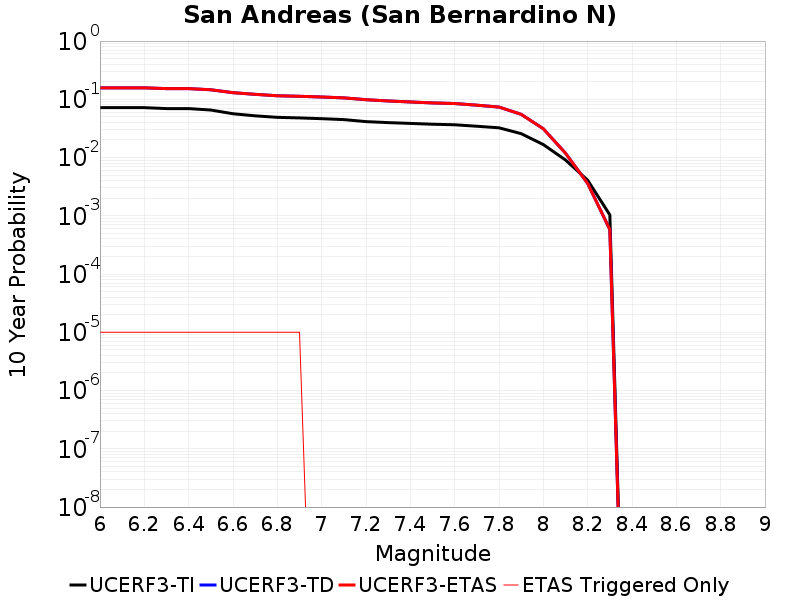 San Andreas (San Bernardino N)
10^0
10^-1
10^-2
10^-3
10^-4
10^-5
10^-6
10^-7
10^-8
10 Year Probability
6 6.2 6.4 6.6 6.8 7 7.2 7.4 7.6 7.8 8 8.2 8.4 8.6 8.8 9
Magnitude
UCERF3-TI UCERF3-TD UCERF3-ETAS ETAS Triggered Only